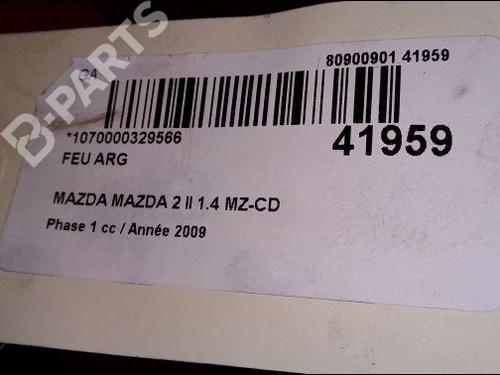 B-PARTS
80900901 41959
GA
*1070000329566
41959
FEU ARG
MAZDA MAZDA 2 II 1.4 MZ-CD
Phase 1 cc / Année 2009